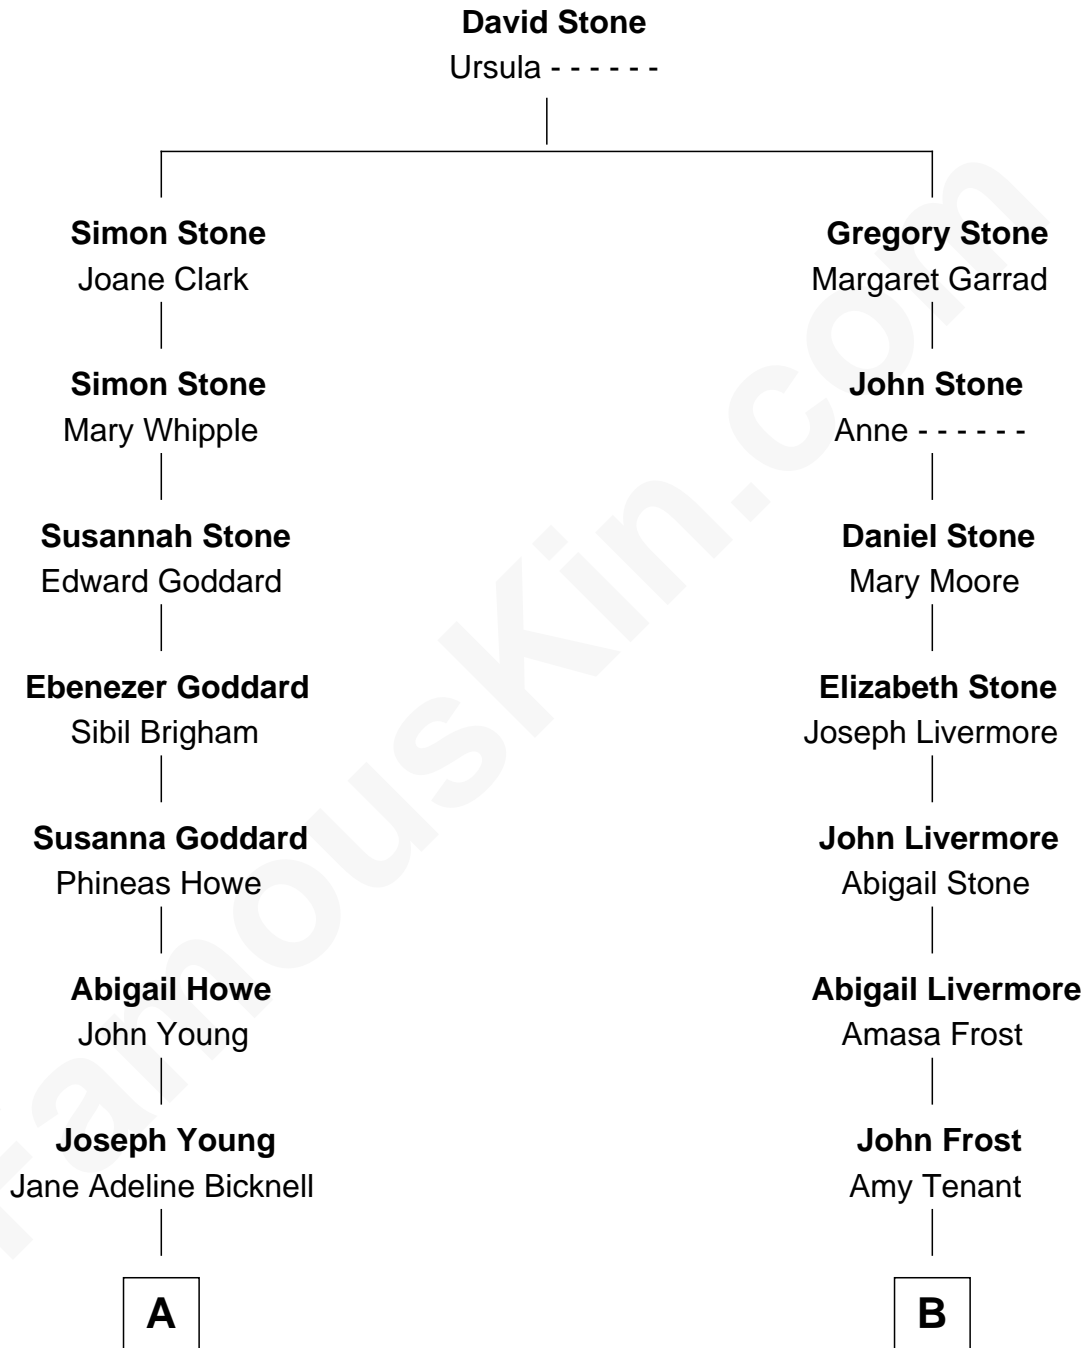 David Stone
Ursula - - - - - -
Simon Stone
Joane Clark
Gregory Stone
Margaret Garrad
Simon Stone
Mary Whipple
John Stone
Anne - - - - - -
Susannah Stone
Edward Goddard
Daniel Stone
Mary Moore
Ebenezer Goddard
Sibil Brigham
Elizabeth Stone
Joseph Livermore
Susanna Goddard
Phineas Howe
John Livermore
Abigail Stone
Abigail Howe
John Young
Abigail Livermore
Amasa Frost
Joseph Young
Jane Adeline Bicknell
John Frost
Amy Tenant
A
B
FamousKin.com